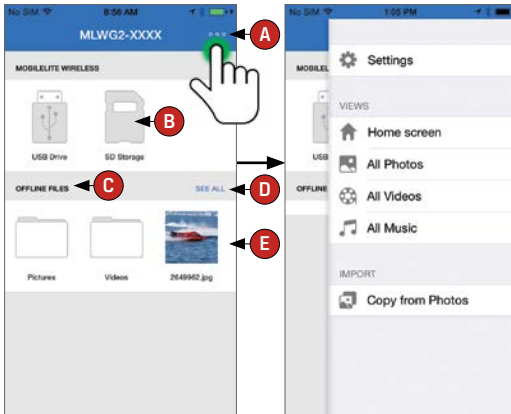 No SIM 8:56 AM
MLWG2-XXXX
A
MOBILELITE WIRELESS
B
USB Drive SD Storage
OFFLINE FILES
C
SEE ALL
D
E
Pictures Videos 2649962.jpg
No SIM 1:05 PM
MOBILEL
USB
OFFLINE
Settings
VIEWS
Home screen
All Photos
All Videos
All Music
IMPORT
Copy from Photos